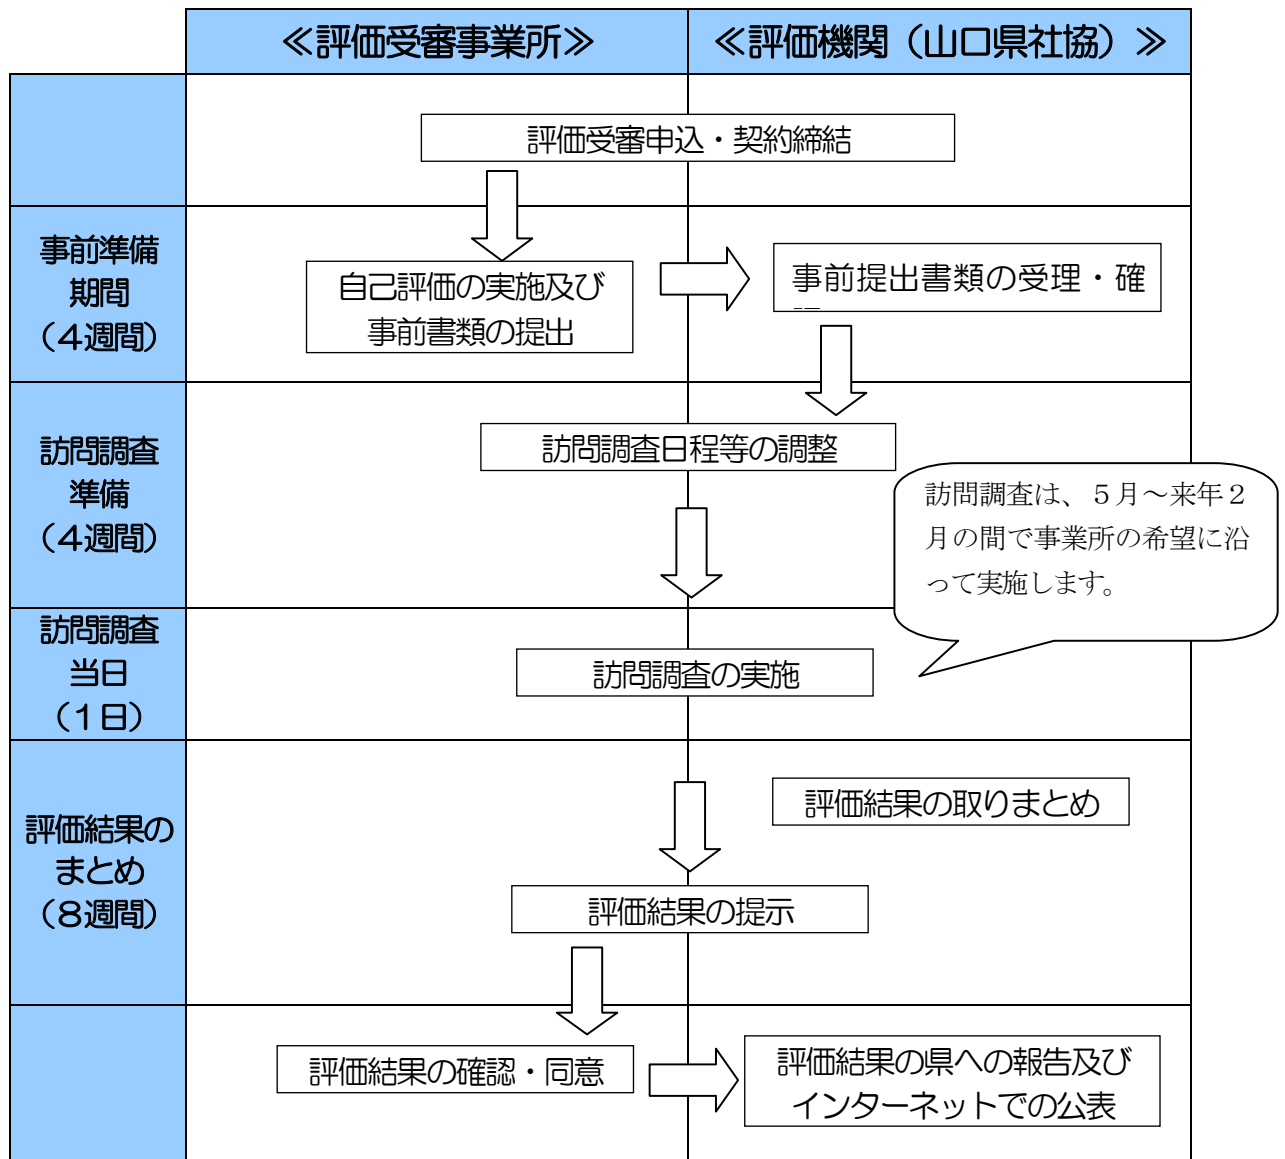 ≪評価受審事業所≫
≪評価機関（山口県社協）≫
評価受審申込・契約締結
事前準備
期間
（４週間）
自己評価の実施及び
事前書類の提出
事前提出書類の受理・確
訪問調査
準備
（４週間）
訪問調査日程等の調整
訪問調査は、５月～来年２
月の間で事業所の希望に沿
って実施します。
訪問調査
当日
（１日）
訪問調査の実施
評価結果の
まとめ
（８週間）
評価結果の取りまとめ
評価結果の提示
評価結果の確認・同意
評価結果の県への報告及び
インターネットでの公表